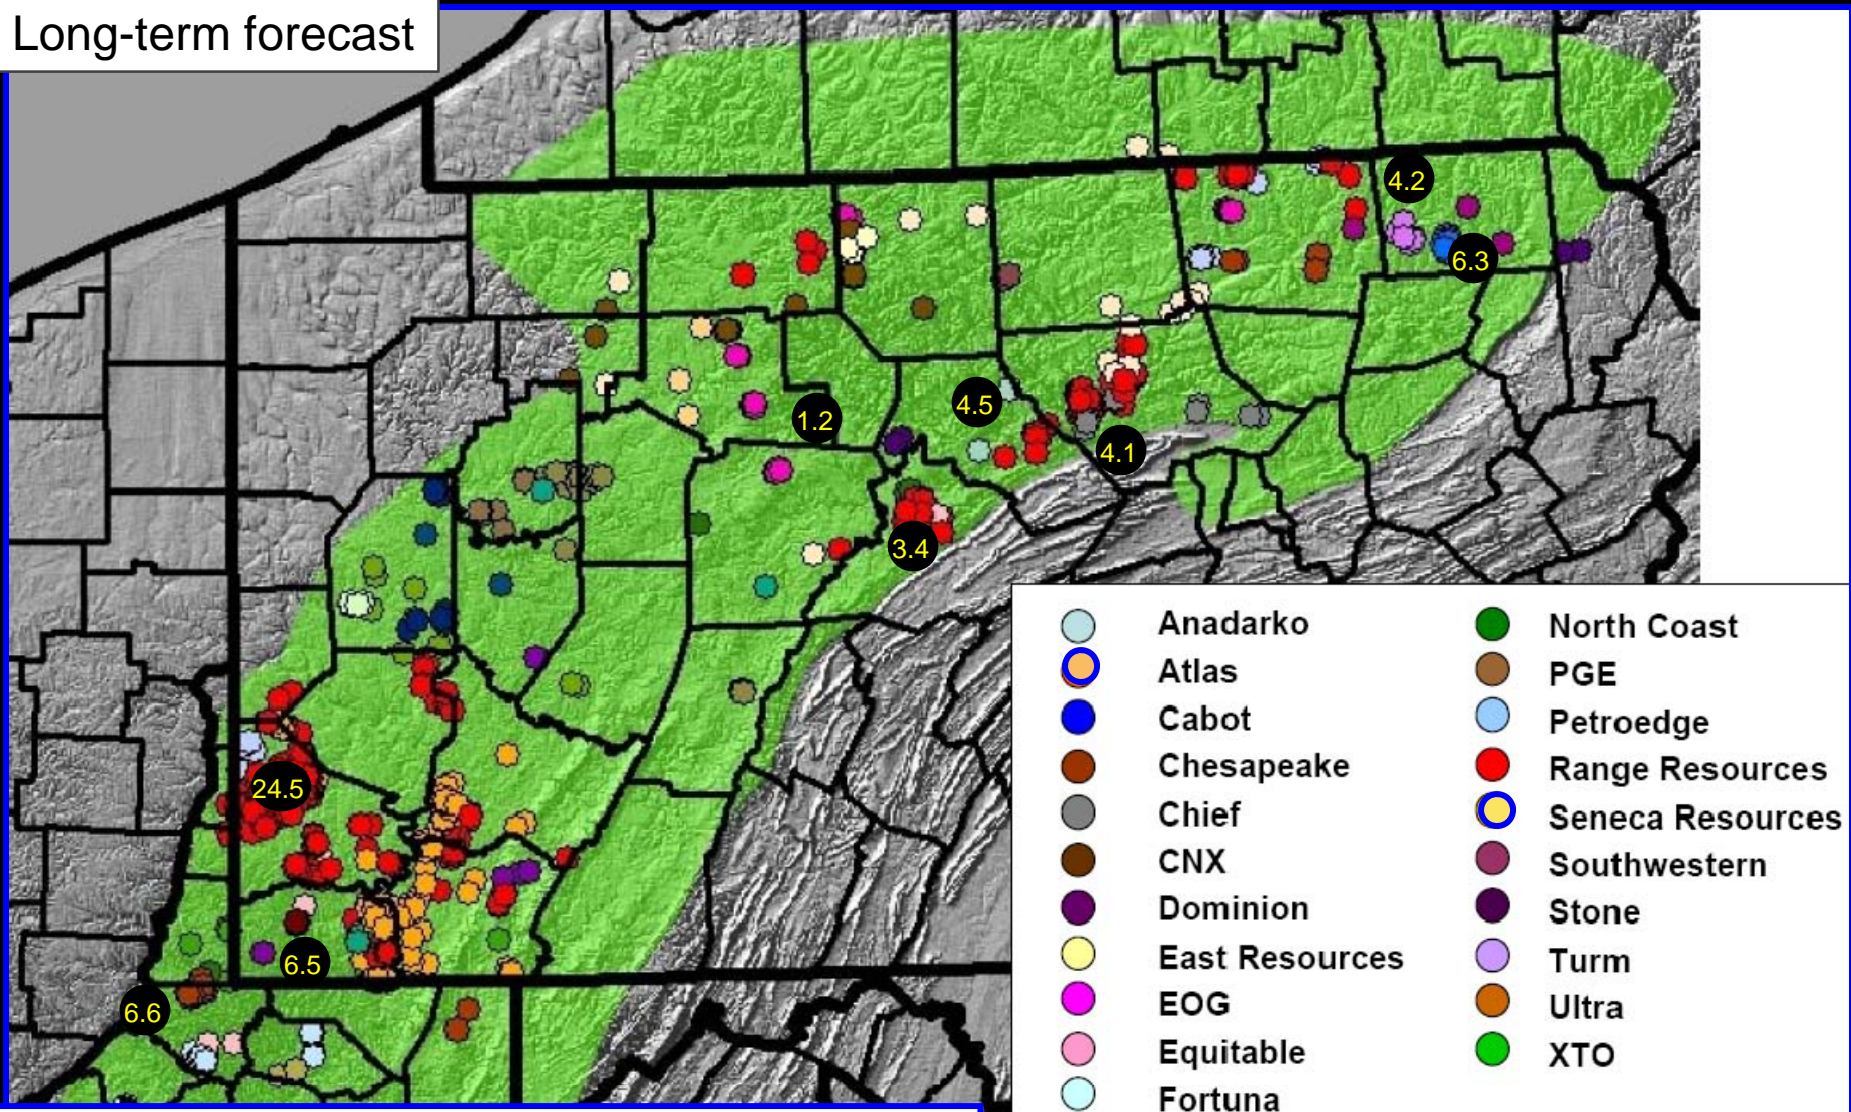 Long-term forecast
4.2
6.3
1.2
4.5
4.1
3.4
24.5
6.5
6.6
Anadarko
Atlas
Cabot
Chesapeake
Chief
CNX
Dominion
East Resources
EOG
Equitable
Fortuna
North Coast
PGE
Petroedge
Range Resources
Seneca Resources
Southwestern
Stone
Turm
Ultra
XTO